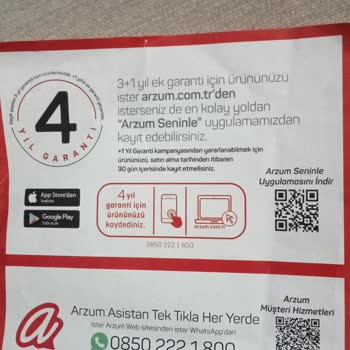 3+1 yıl ek garanti için ürününüzü
ister arzum.com.tr'den
isterseniz de en kolay yoldan
"Arzum Seninle" uygulamamızdan
kayıt edebilirsiniz.
+1 Yıl Garanti kampanyasından yararlanabilmek için
ürününüzü, satın alma tarihinden itibaren
30 gün içerisinde kayıt etmelisiniz.
4
YIL GARANTİ
App Store'dan
İndirin
Google Play
4 yıl
garanti için
ürününüzü
kaydediniz.
arzum.com.tr
0850 222 1 800
Arzum Seninle
Uygulamasını İndir
Arzum Asistan Tek Tıkla Her Yerde
İster Arzum Web sitesinden ister WhatsApp'dan
0850 222 1 800
Arzum
Müşteri Hizmetleri